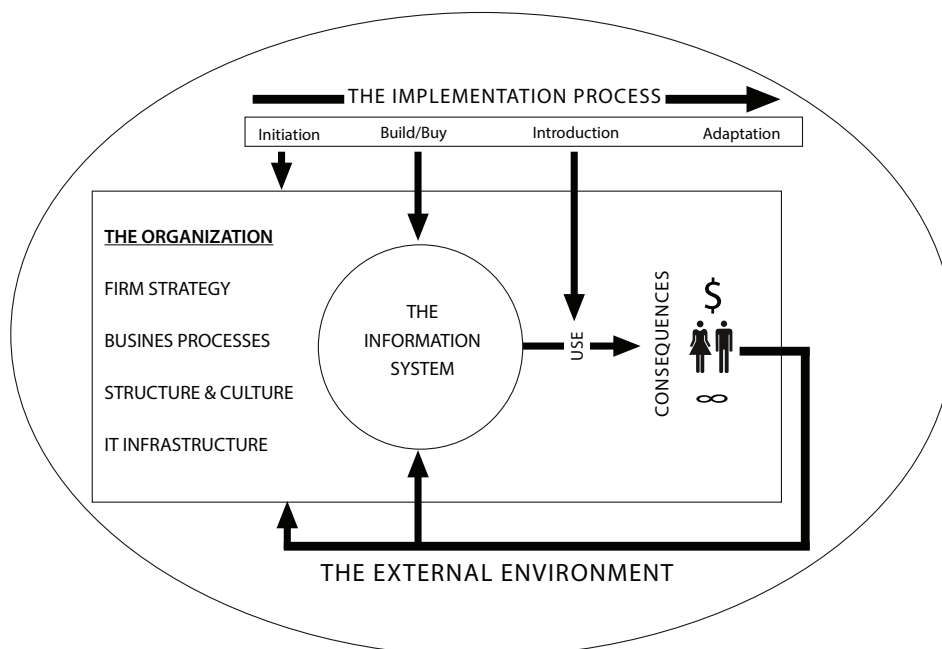 THE IMPLEMENTATION PROCESS
Initiation Build/Buy Introduction Adaptation
THE ORGANIZATION
FIRM STRATEGY
BUSINES PROCESSES
STRUCTURE & CULTURE
IT INFRASTRUCTURE
THE
INFORMATION
SYSTEM
USE
CONSEQUENCES
$
∞
THE EXTERNAL ENVIRONMENT